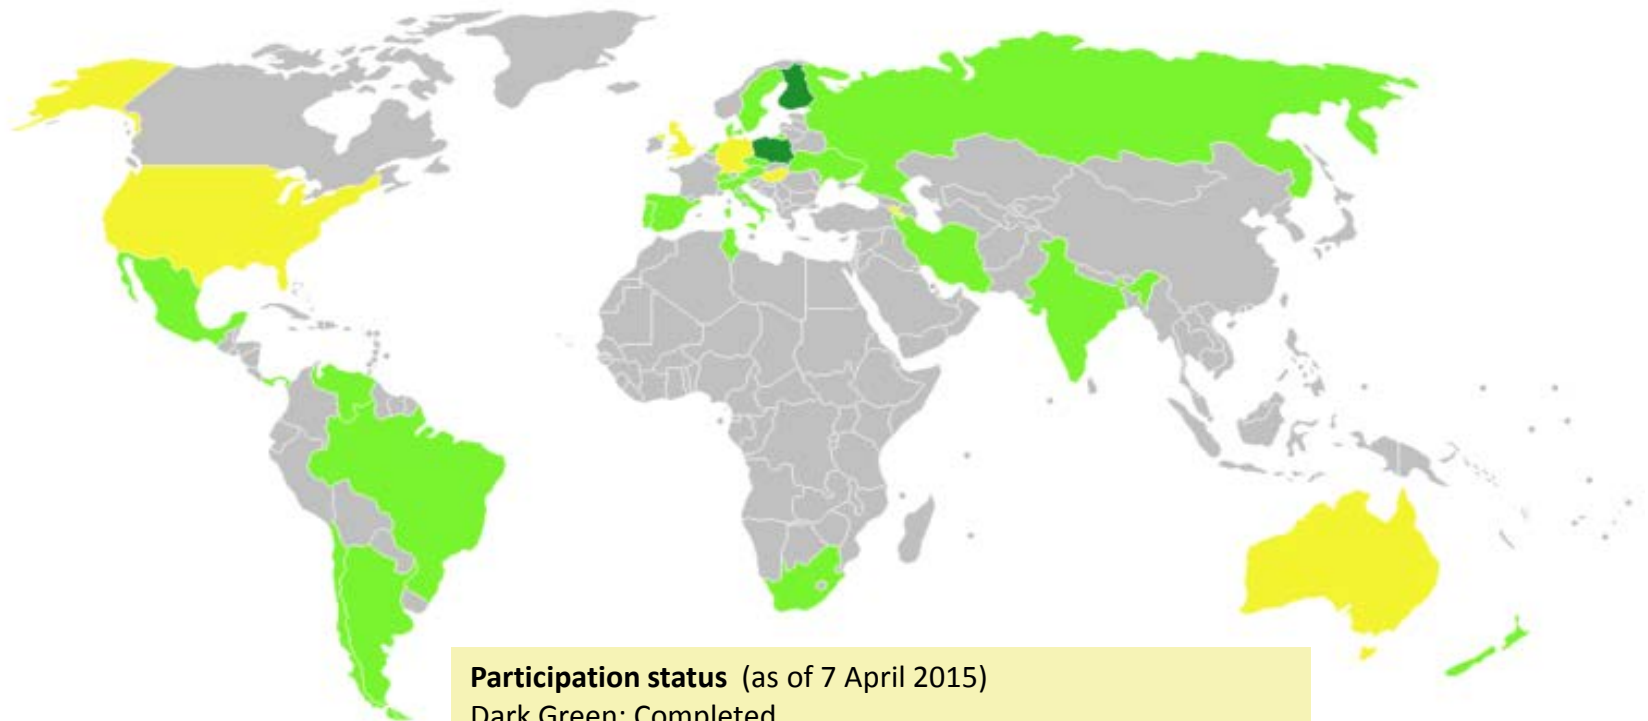 Participation status (as of 7 April 2015)
Dark Green: Completed